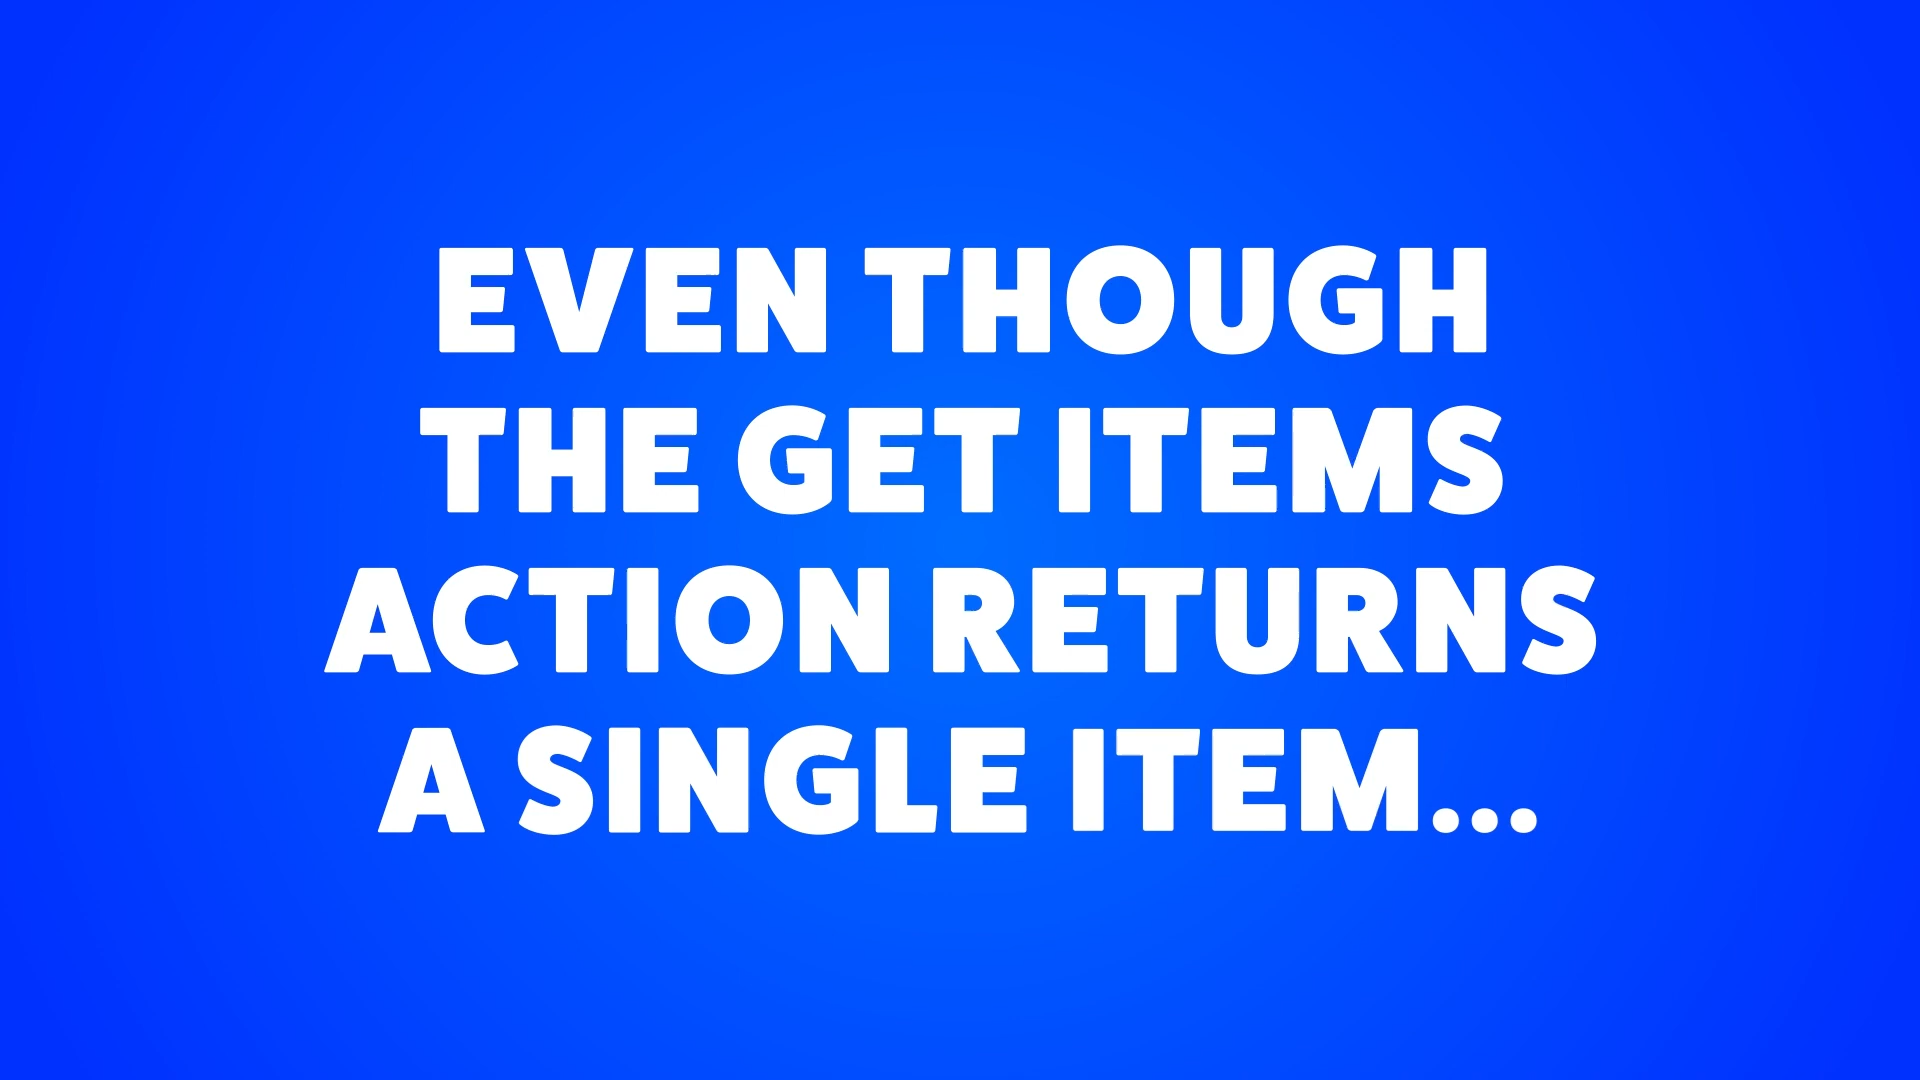 EVEN THOUGH
THE GET ITEMS
ACTION RETURNS
A SINGLE ITEM...